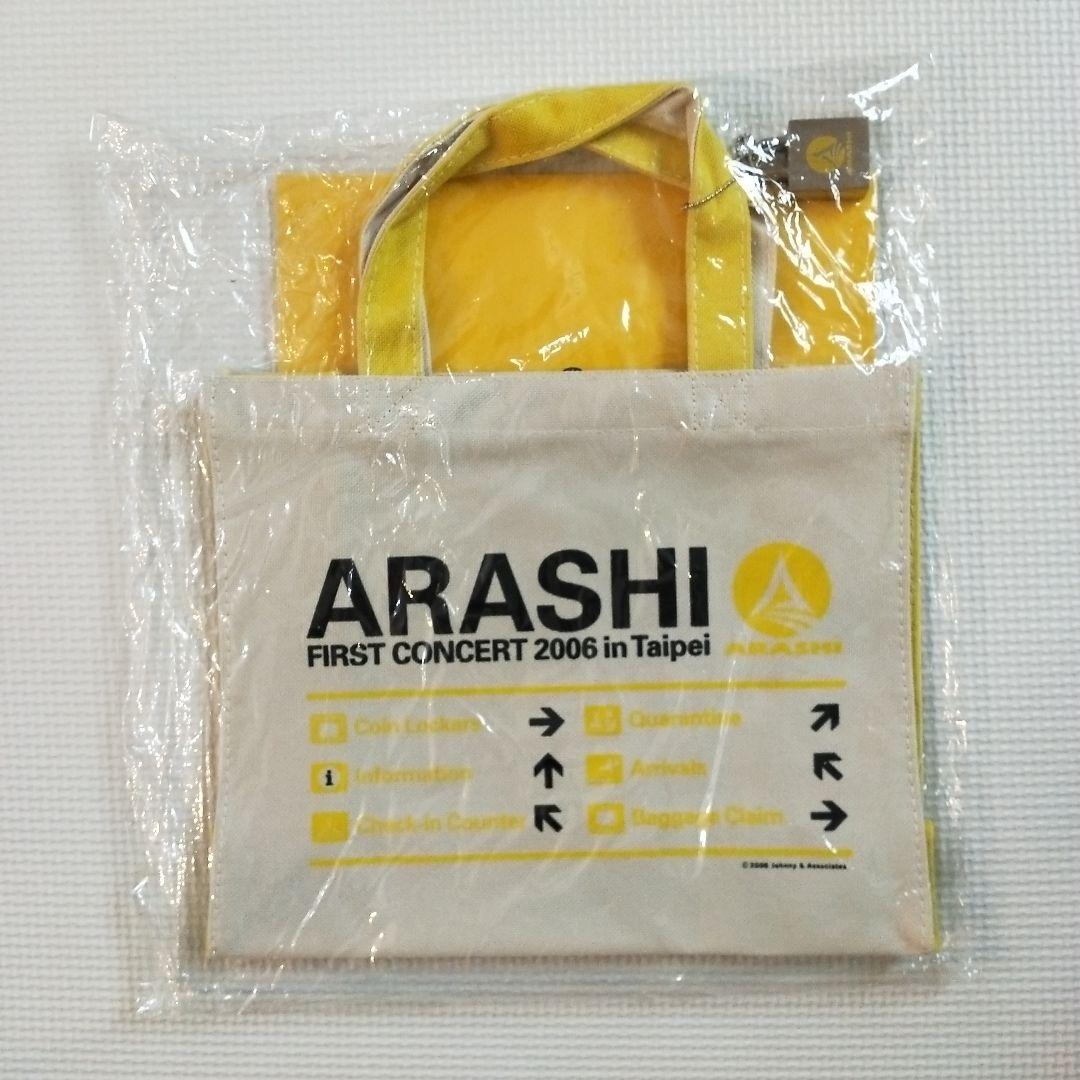 ARASHI
ARASHI
FIRST CONCERT 2006 in Taipei
ARASHI
Coin Lockers
Quarantine
i Information
Arrivals
Check-in Counter
Baggage Claim
©2006 Johnny & Associates